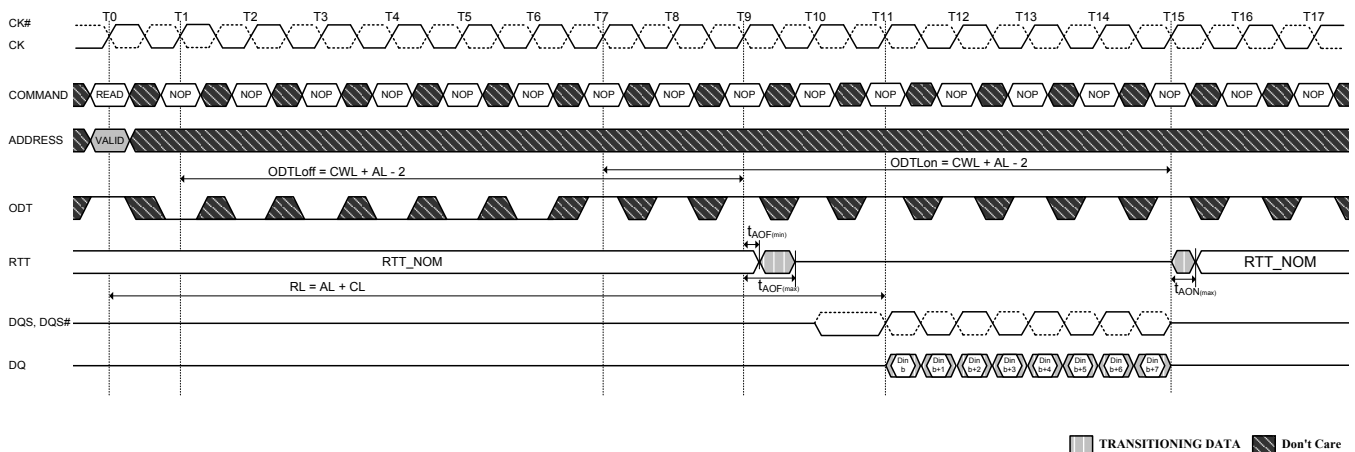 CK#
CK
T0 T1 T2 T3 T4 T5 T6 T7 T8 T9 T10 T11 T12 T13 T14 T15 T16 T17
COMMAND READ NOP NOP NOP NOP NOP NOP NOP NOP NOP NOP NOP NOP NOP NOP NOP NOP NOP
ADDRESS VALID
ODTLoff = CWL + AL - 2
ODTLon = CWL + AL - 2
ODT
tAOF(min)
RTT RTT_NOM RTT_NOM
tAOF(max)
tAON(max)
RL = AL + CL
DQS, DQS#
DQ
Din b
Din b+1
Din b+2
Din b+3
Din b+4
Din b+5
Din b+6
Din b+7
TRANSITIONING DATA Don't Care